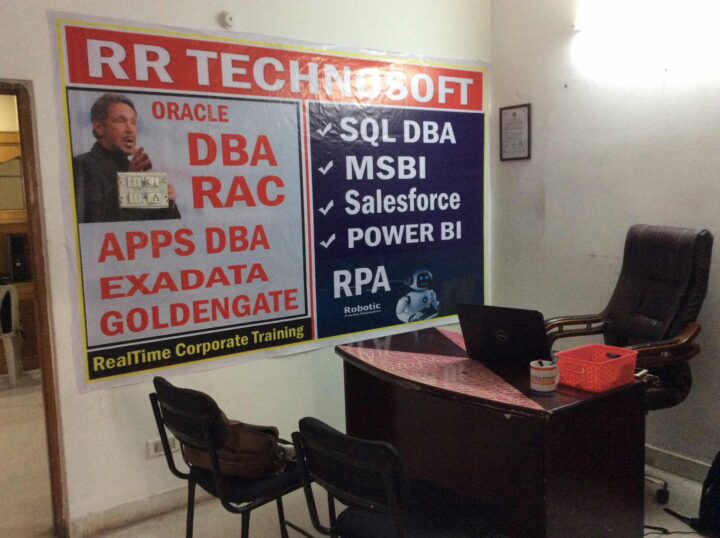 RR TECHNOSOFT
ORACLE
DBA
RAC
APPS DBA
EXADATA
GOLDENGATE
RealTime Corporate Training
SQL DBA
MSBI
Salesforce
POWER BI
RPA
Robotic